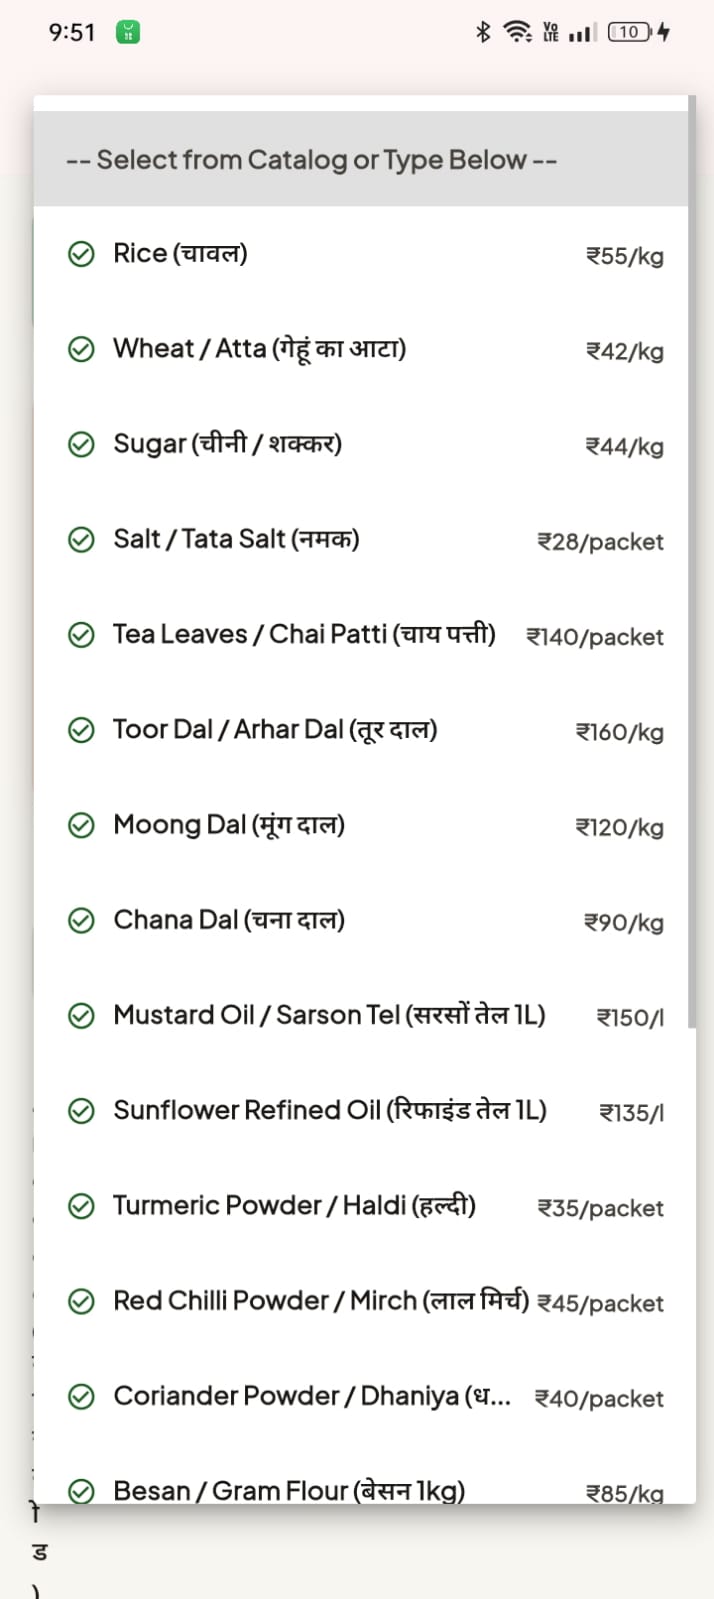 9:51
Vo LTE
10
-- Select from Catalog or Type Below --
Rice (चावल) ₹55/kg
Wheat / Atta (गेहूं का आटा) ₹42/kg
Sugar (चीनी / शक्कर) ₹44/kg
Salt / Tata Salt (नमक) ₹28/packet
Tea Leaves / Chai Patti (चाय पत्ती) ₹140/packet
Toor Dal / Arhar Dal (तूर दाल) ₹160/kg
Moong Dal (मूंग दाल) ₹120/kg
Chana Dal (चना दाल) ₹90/kg
Mustard Oil / Sarson Tel (सरसों तेल 1L) ₹150/l
Sunflower Refined Oil (रिफाइंड तेल 1L) ₹135/l
Turmeric Powder / Haldi (हल्दी) ₹35/packet
Red Chilli Powder / Mirch (लाल मिर्च) ₹45/packet
Coriander Powder / Dhaniya (ध... ₹40/packet
Besan / Gram Flour (बेसन 1kg) ₹85/kg
ड
)